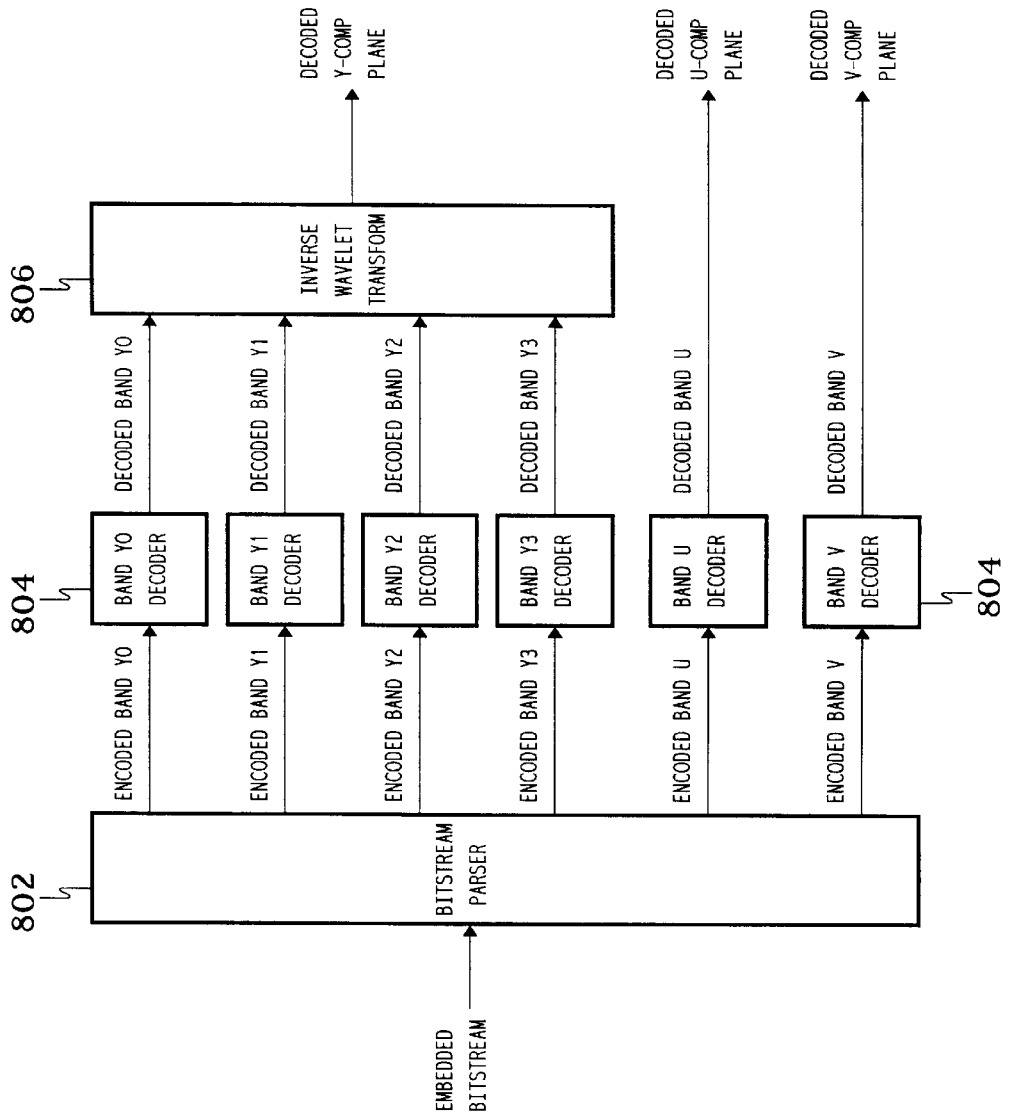 EMBEDDED
BITSTREAM
802
BITSTREAM
PARSER
ENCODED BAND Y0
ENCODED BAND Y1
ENCODED BAND Y2
ENCODED BAND Y3
ENCODED BAND U
ENCODED BAND V
804
BAND Y0
DECODER
BAND Y1
DECODER
BAND Y2
DECODER
BAND Y3
DECODER
BAND U
DECODER
BAND V
DECODER
804
DECODED BAND Y0
DECODED BAND Y1
DECODED BAND Y2
DECODED BAND Y3
DECODED BAND U
DECODED BAND V
806
INVERSE
WAVELET
TRANSFORM
DECODED
Y-COMP
PLANE
DECODED
U-COMP
PLANE
DECODED
V-COMP
PLANE